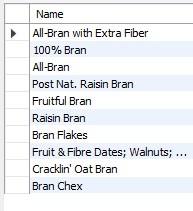 Name
All-Bran with Extra Fiber
100% Bran
All-Bran
Post Nat. Raisin Bran
Fruitful Bran
Raisin Bran
Bran Flakes
Fruit & Fibre Dates; Walnuts; ...
Cracklin' Oat Bran
Bran Chex